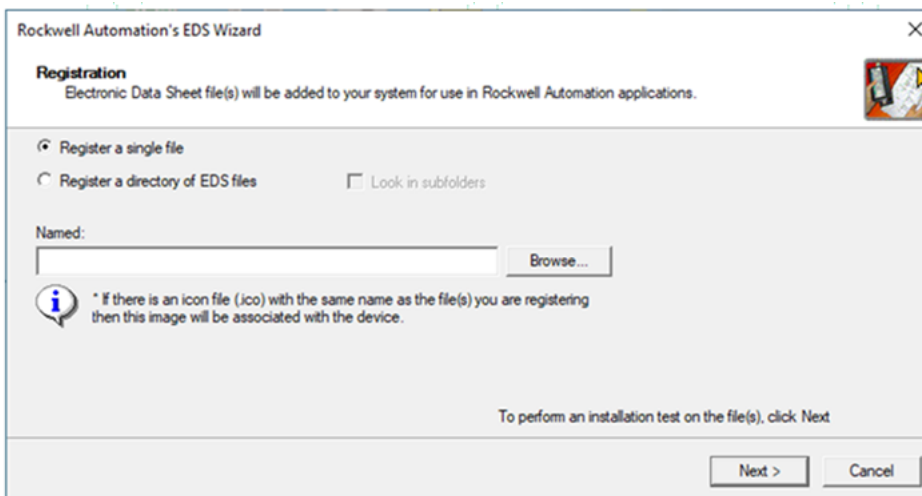 Rockwell Automation's EDS Wizard
Registration
Electronic Data Sheet file(s) will be added to your system for use in Rockwell Automation applications.
Register a single file
Register a directory of EDS files
Look in subfolders
Named:
Browse...
* If there is an icon file (.ico) with the same name as the file(s) you are registering
then this image will be associated with the device.
To perform an installation test on the file(s), click Next
Next >
Cancel